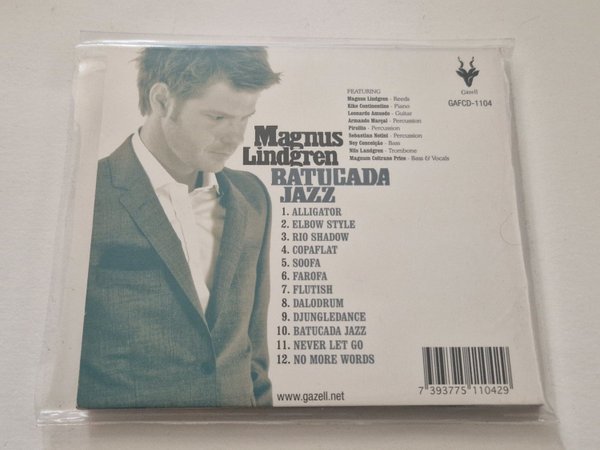 Gazell
GAFCD-1104
FEATURING
Magnus Lindgren - Reeds
Kiko Continentino - Piano
Leonardo Amuedo - Guitar
Armando Marçal - Percussion
Pirulito - Percussion
Sebastian Notini - Percussion
Ney Conceição - Bass
Nils Landgren - Trombone
Magnum Coltrane Price - Bass & Vocals
Magnus
Lindgren
BATUCADA
JAZZ
1. ALLIGATOR
2. ELBOW STYLE
3. RIO SHADOW
4. COPAFLAT
5. SOOFA
6. FAROFA
7. FLUTISH
8. DALODRUM
9. DJUNGLEDANCE
10. BATUCADA JAZZ
11. NEVER LET GO
12. NO MORE WORDS
www.gazell.net
7 393775 110429